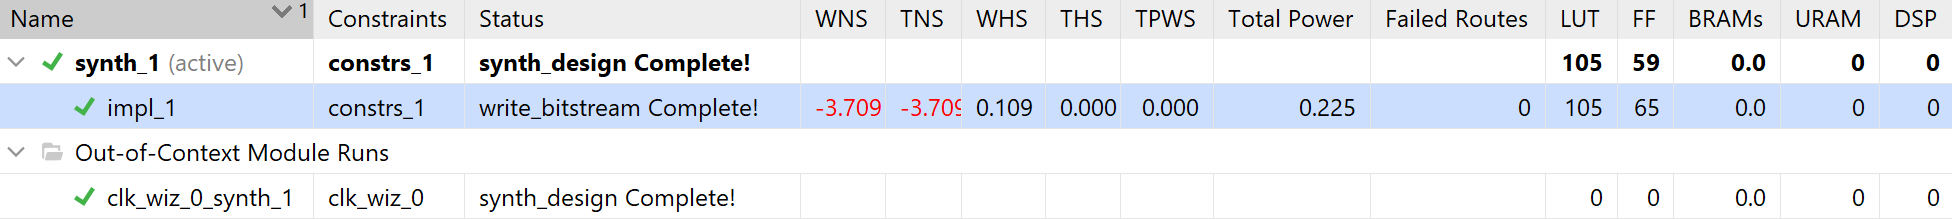 Name 1 Constraints Status WNS TNS WHS THS TPWS Total Power Failed Routes LUT FF BRAMs URAM DSP
synth_1 (active) constrs_1 synth_design Complete! 105 59 0.0 0 0
impl_1 constrs_1 write_bitstream Complete! -3.709 -3.709 0.109 0.000 0.000 0.225 0 105 65 0.0 0 0
Out-of-Context Module Runs
clk_wiz_0_synth_1 clk_wiz_0 synth_design Complete! 0 0 0.0 0 0